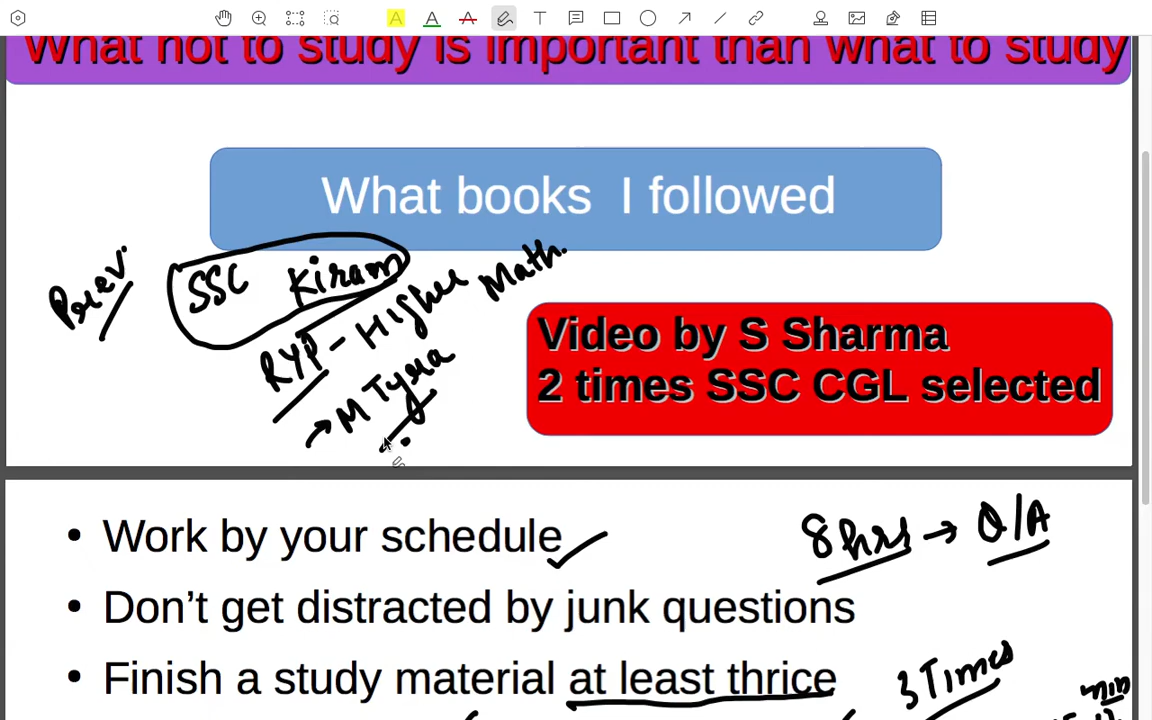 What not to study is important than what to study
What books I followed
Prev.
SSC Kiran
RYP - Higher Math.
→ M Tyra
Video by S Sharma
2 times SSC CGL selected
• Work by your schedule
8 hrs → Q/A
• Don’t get distracted by junk questions
• Finish a study material at least thrice
3 Times
min